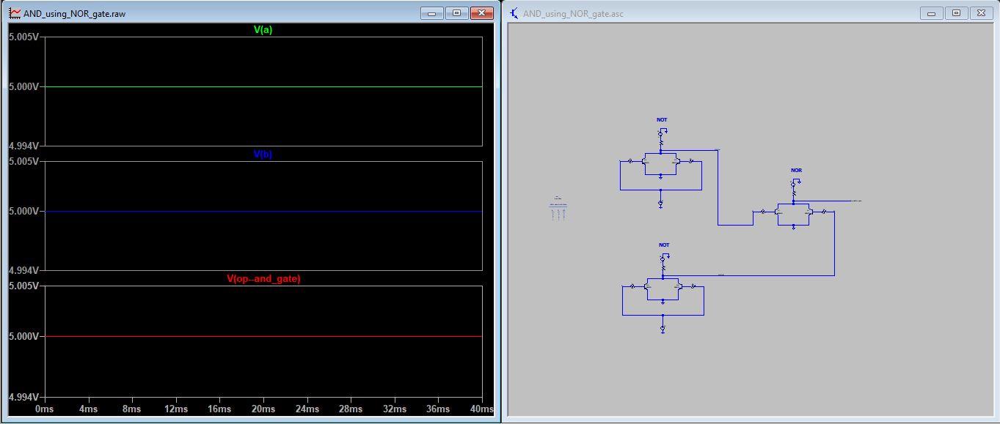 AND_using_NOR_gate.raw
V(a)
5.005V
5.000V
4.994V
V(b)
5.005V
5.000V
4.994V
V(op--and_gate)
5.005V
5.000V
4.994V
0ms 4ms 8ms 12ms 16ms 20ms 24ms 28ms 32ms 36ms 40ms
AND_using_NOR_gate.asc
NOT
NOR
NOT